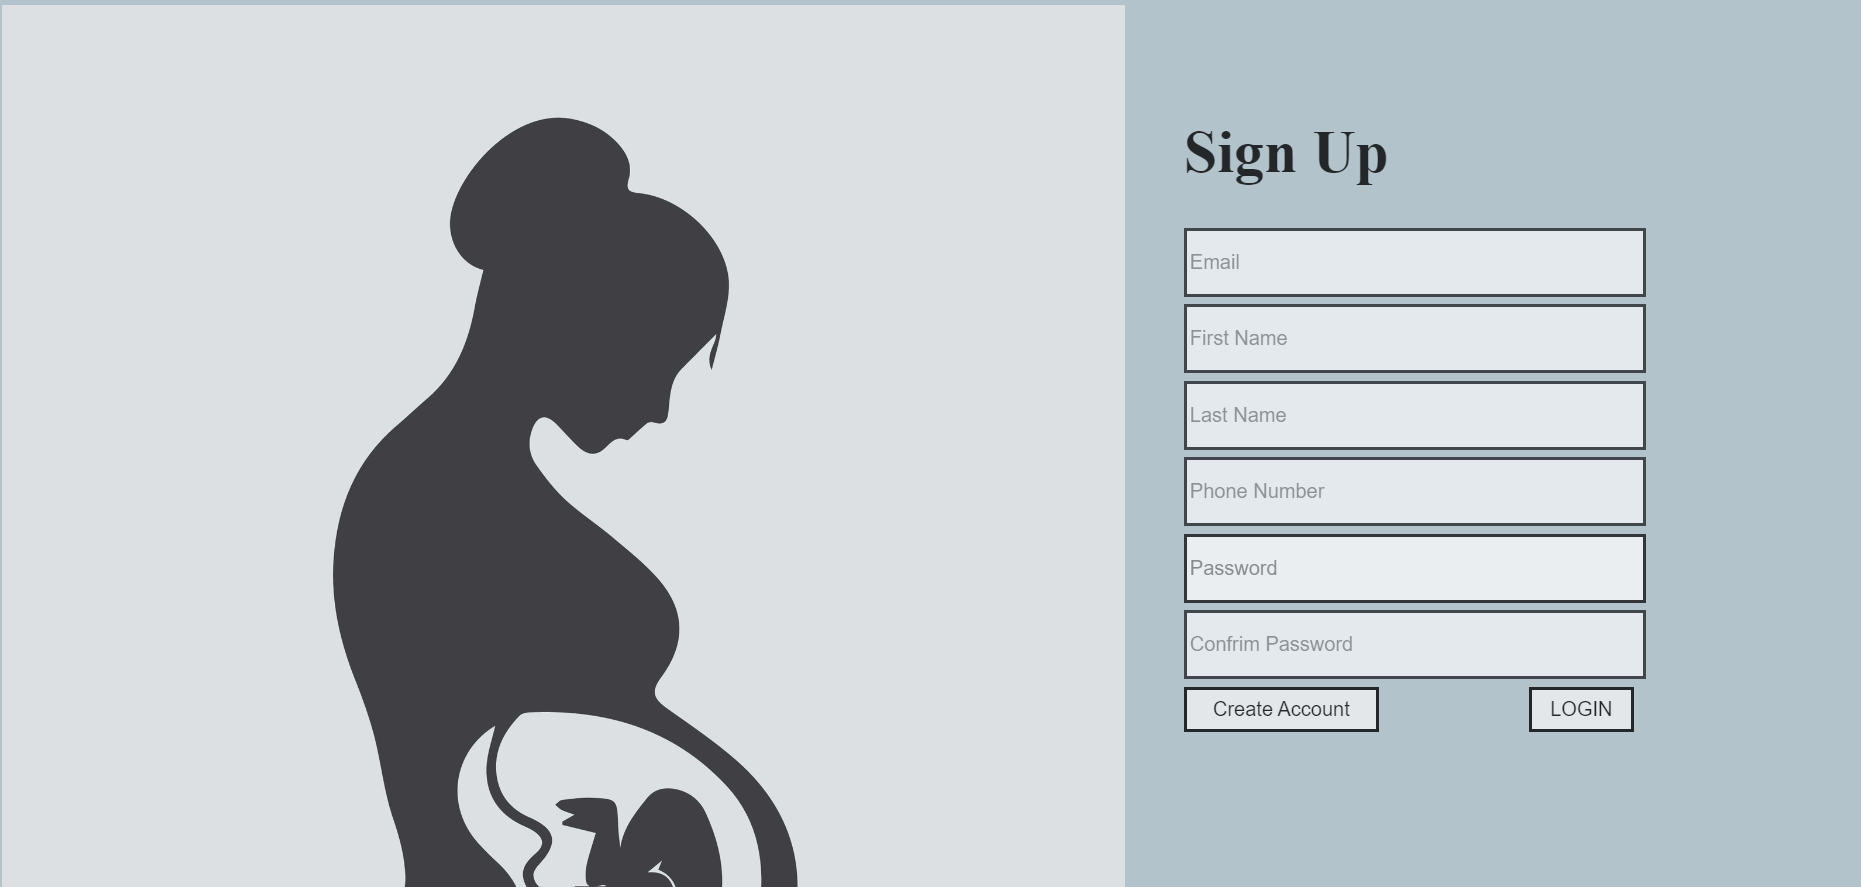 Sign Up
Email
First Name
Last Name
Phone Number
Password
Confrim Password
Create Account
LOGIN